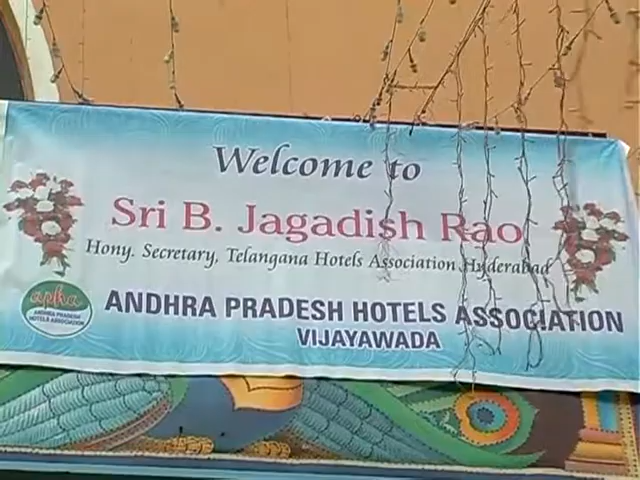 Welcome to
Sri B. Jagadish Rao
Hony. Secretary, Telangana Hotels Association Hyderabad
apha
ANDHRA PRADESH
HOTELS ASSOCIATION
ANDHRA PRADESH HOTELS ASSOCIATION
VIJAYAWADA